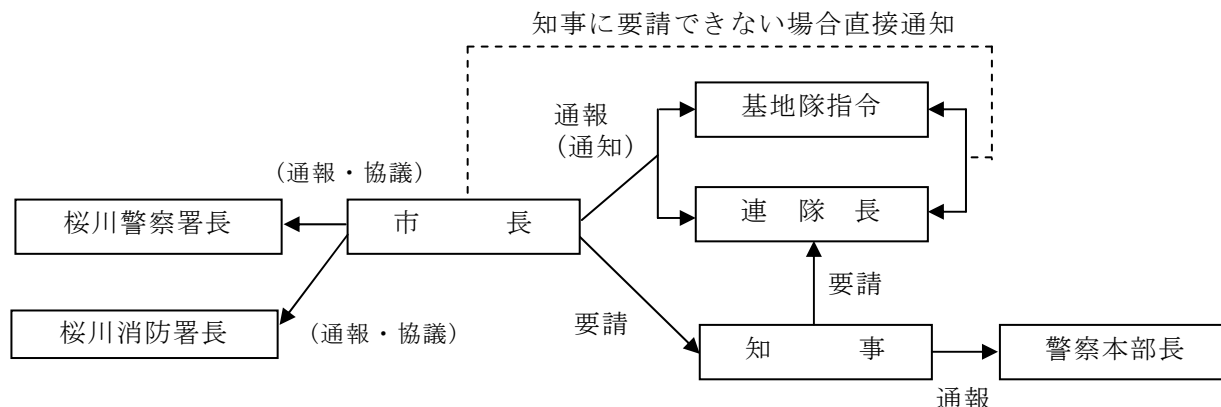 知事に要請できない場合直接通知
基地隊指令
通報
（通知）
（通報・協議）
桜川警察署長
市　　長
連　隊　長
要請
桜川消防署長
（通報・協議）
要請
知　　事
警察本部長
通報